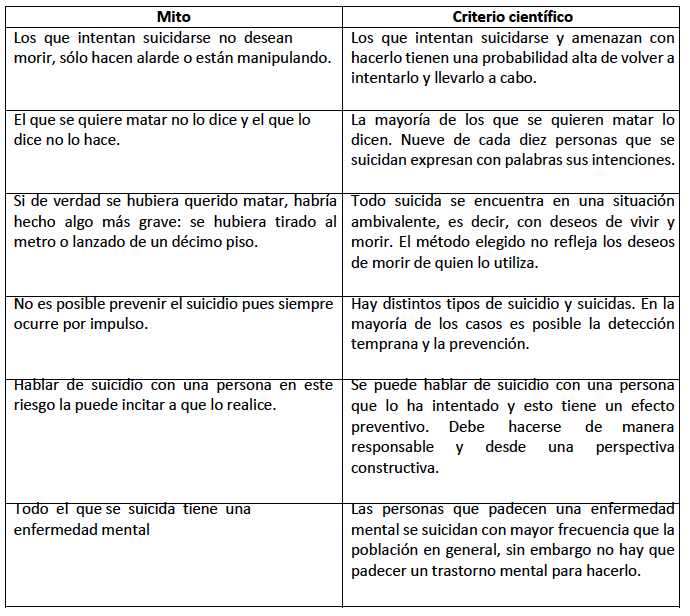 Mito
Criterio científico
Los que intentan suicidarse no desean
morir, sólo hacen alarde o están manipulando.
Los que intentan suicidarse y amenazan con
hacerlo tienen una probabilidad alta de volver a
intentarlo y llevarlo a cabo.
El que se quiere matar no lo dice y el que lo
dice no lo hace.
La mayoría de los que se quieren matar lo
dicen. Nueve de cada diez personas que se
suicidan expresan con palabras sus intenciones.
Si de verdad se hubiera querido matar, habría
hecho algo más grave: se hubiera tirado al
metro o lanzado de un décimo piso.
Todo suicida se encuentra en una situación
ambivalente, es decir, con deseos de vivir y
morir. El método elegido no refleja los deseos
de morir de quien lo utiliza.
No es posible prevenir el suicidio pues siempre
ocurre por impulso.
Hay distintos tipos de suicidio y suicidas. En la
mayoría de los casos es posible la detección
temprana y la prevención.
Hablar de suicidio con una persona en este
riesgo la puede incitar a que lo realice.
Se puede hablar de suicidio con una persona
que lo ha intentado y esto tiene un efecto
preventivo. Debe hacerse de manera
responsable y desde una perspectiva
constructiva.
Todo el que se suicida tiene una
enfermedad mental
Las personas que padecen una enfermedad
mental se suicidan con mayor frecuencia que la
población en general, sin embargo no hay que
padecer un trastorno mental para hacerlo.